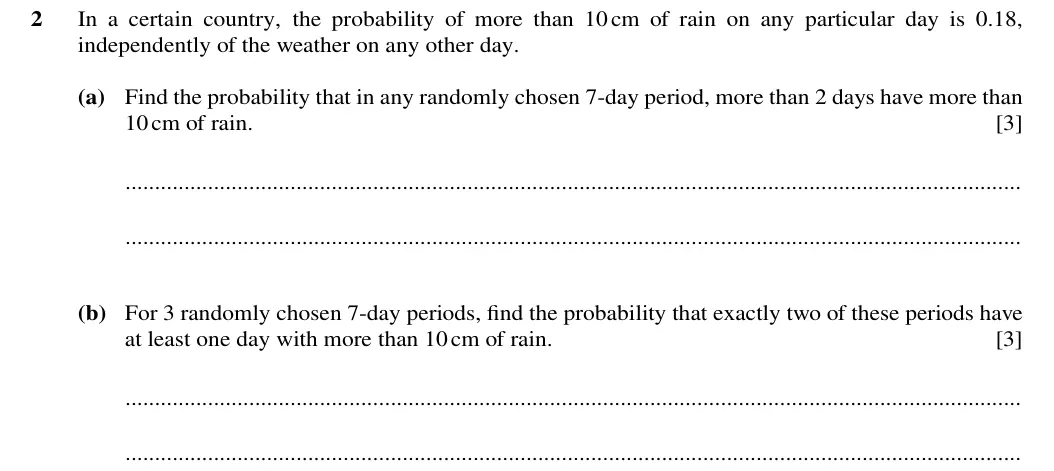 2 In a certain country, the probability of more than 10 cm of rain on any particular day is 0.18,
independently of the weather on any other day.
(a) Find the probability that in any randomly chosen 7-day period, more than 2 days have more than
10 cm of rain. [3]
(b) For 3 randomly chosen 7-day periods, find the probability that exactly two of these periods have
at least one day with more than 10 cm of rain. [3]